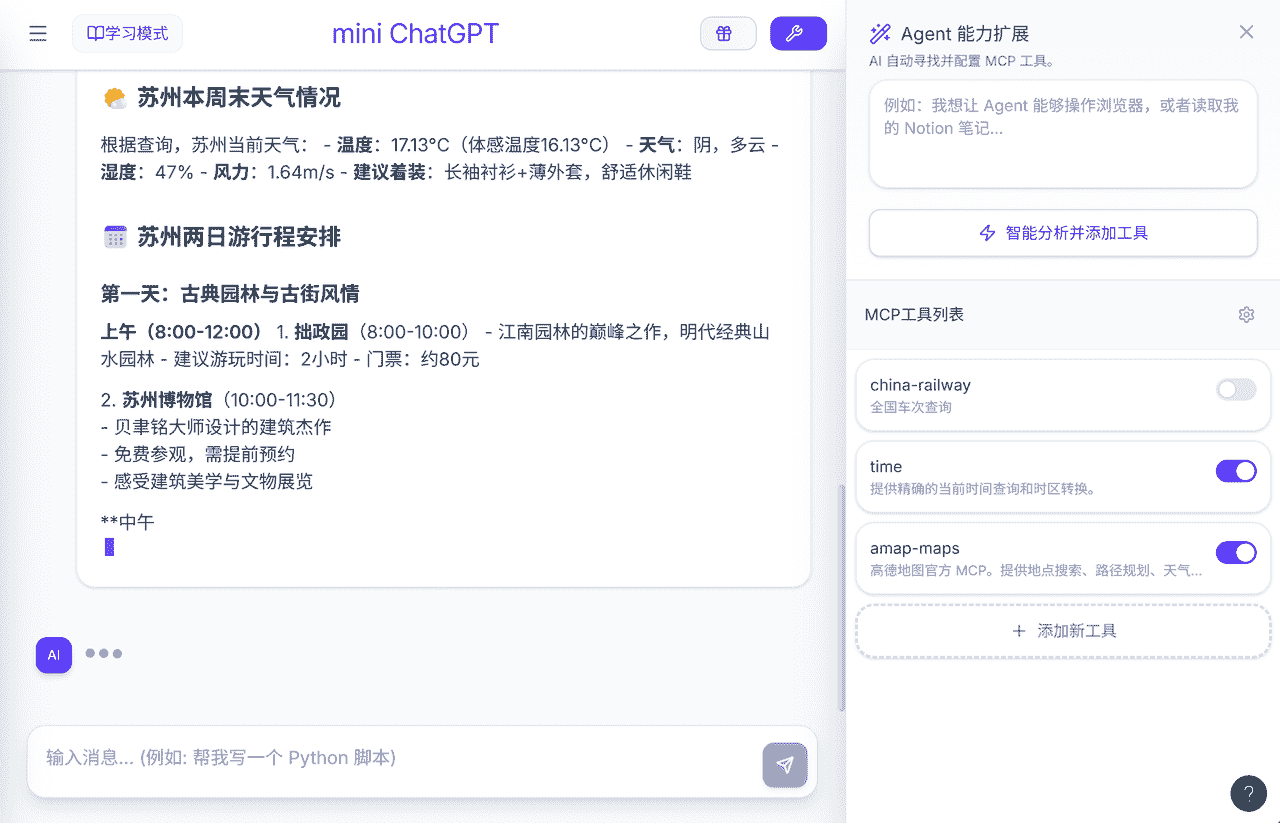 学习模式
mini ChatGPT
苏州本周末天气情况
根据查询，苏州当前天气： - 温度：17.13°C（体感温度16.13°C） - 天气：阴，多云 -
湿度：47% - 风力：1.64m/s - 建议着装：长袖衬衫+薄外套，舒适休闲鞋
苏州两日游行程安排
第一天：古典园林与古街风情
上午（8:00-12:00） 1. 拙政园（8:00-10:00） - 江南园林的巅峰之作，明代经典山
水园林 - 建议游玩时间：2小时 - 门票：约80元
2. 苏州博物馆（10:00-11:30）
- 贝聿铭大师设计的建筑杰作
- 免费参观，需提前预约
- 感受建筑美学与文物展览
**中午
AI
输入消息... (例如: 帮我写一个 Python 脚本)
Agent 能力扩展
AI 自动寻找并配置 MCP 工具。
例如：我想让 Agent 能够操作浏览器，或者读取我
的 Notion 笔记...
智能分析并添加工具
MCP工具列表
china-railway
全国车次查询
time
提供精确的当前时间查询和时区转换。
amap-maps
高德地图官方 MCP。提供地点搜索、路径规划、天气...
+ 添加新工具
?